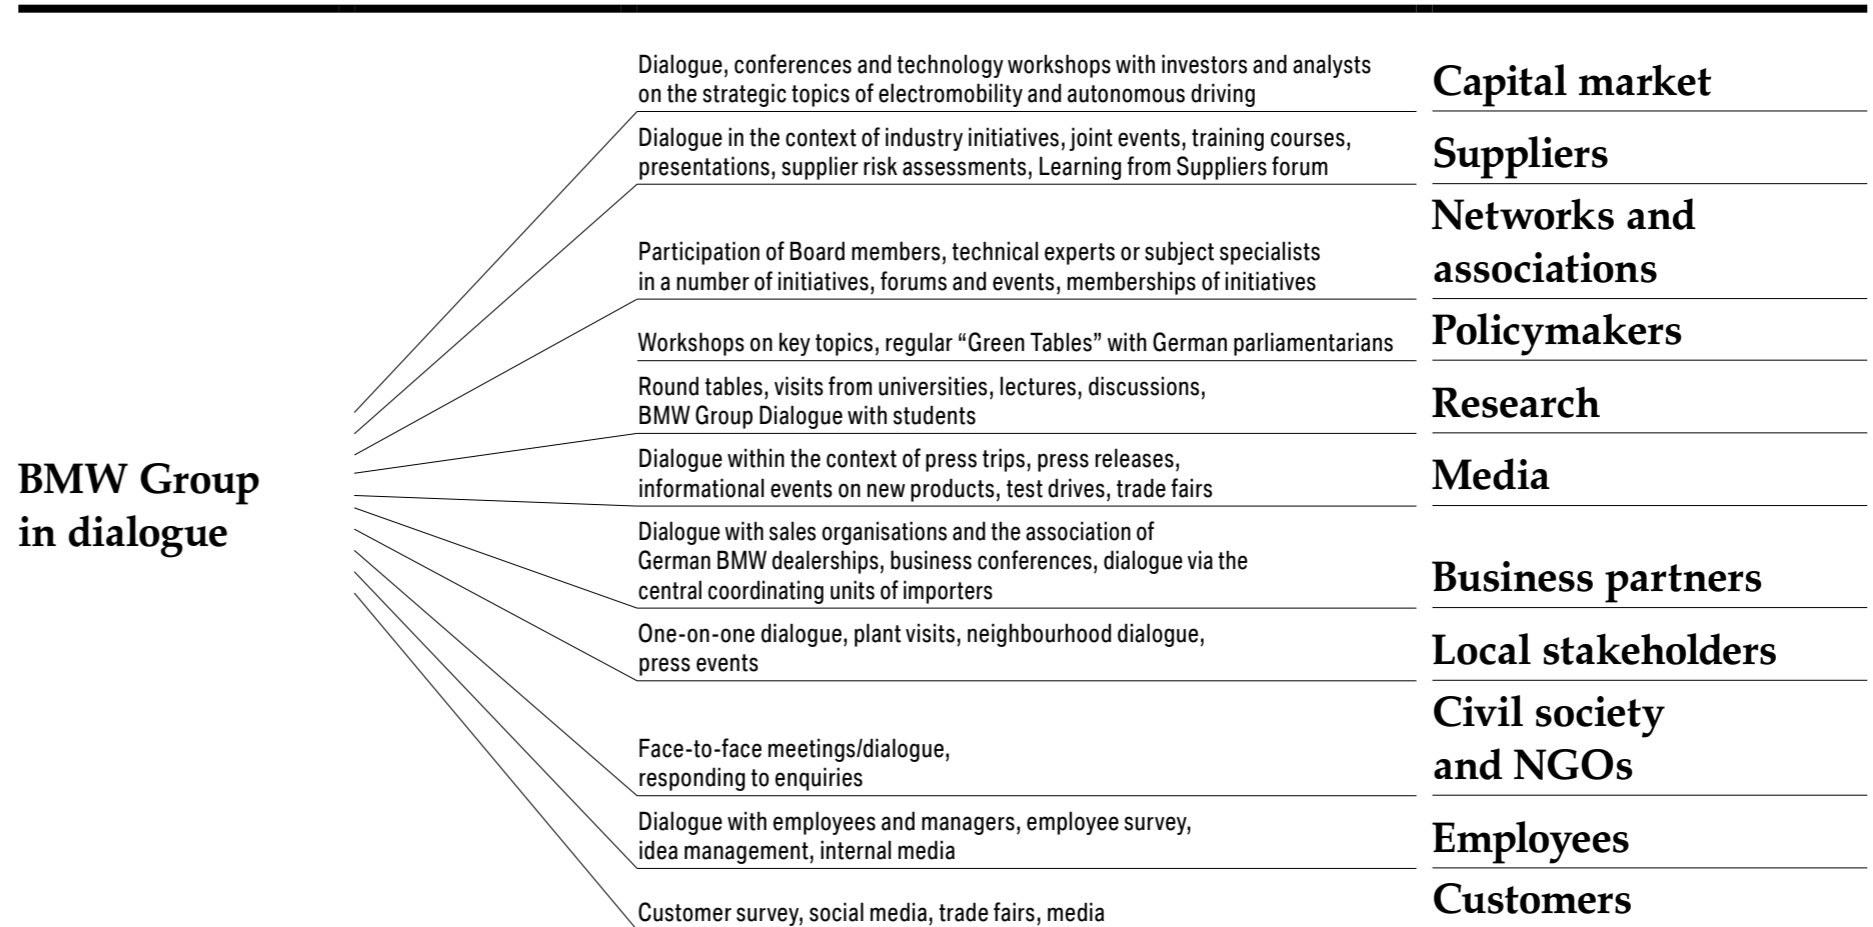 BMW Group
in dialogue
Dialogue, conferences and technology workshops with investors and analysts
on the strategic topics of electromobility and autonomous driving
Capital market
Dialogue in the context of industry initiatives, joint events, training courses,
presentations, supplier risk assessments, Learning from Suppliers forum
Suppliers
Participation of Board members, technical experts or subject specialists
in a number of initiatives, forums and events, memberships of initiatives
Networks and
associations
Workshops on key topics, regular “Green Tables” with German parliamentarians
Policymakers
Round tables, visits from universities, lectures, discussions,
BMW Group Dialogue with students
Research
Dialogue within the context of press trips, press releases,
informational events on new products, test drives, trade fairs
Media
Dialogue with sales organisations and the association of
German BMW dealerships, business conferences, dialogue via the
central coordinating units of importers
Business partners
One-on-one dialogue, plant visits, neighbourhood dialogue,
press events
Local stakeholders
Face-to-face meetings/dialogue,
responding to enquiries
Civil society
and NGOs
Dialogue with employees and managers, employee survey,
idea management, internal media
Employees
Customer survey, social media, trade fairs, media
Customers